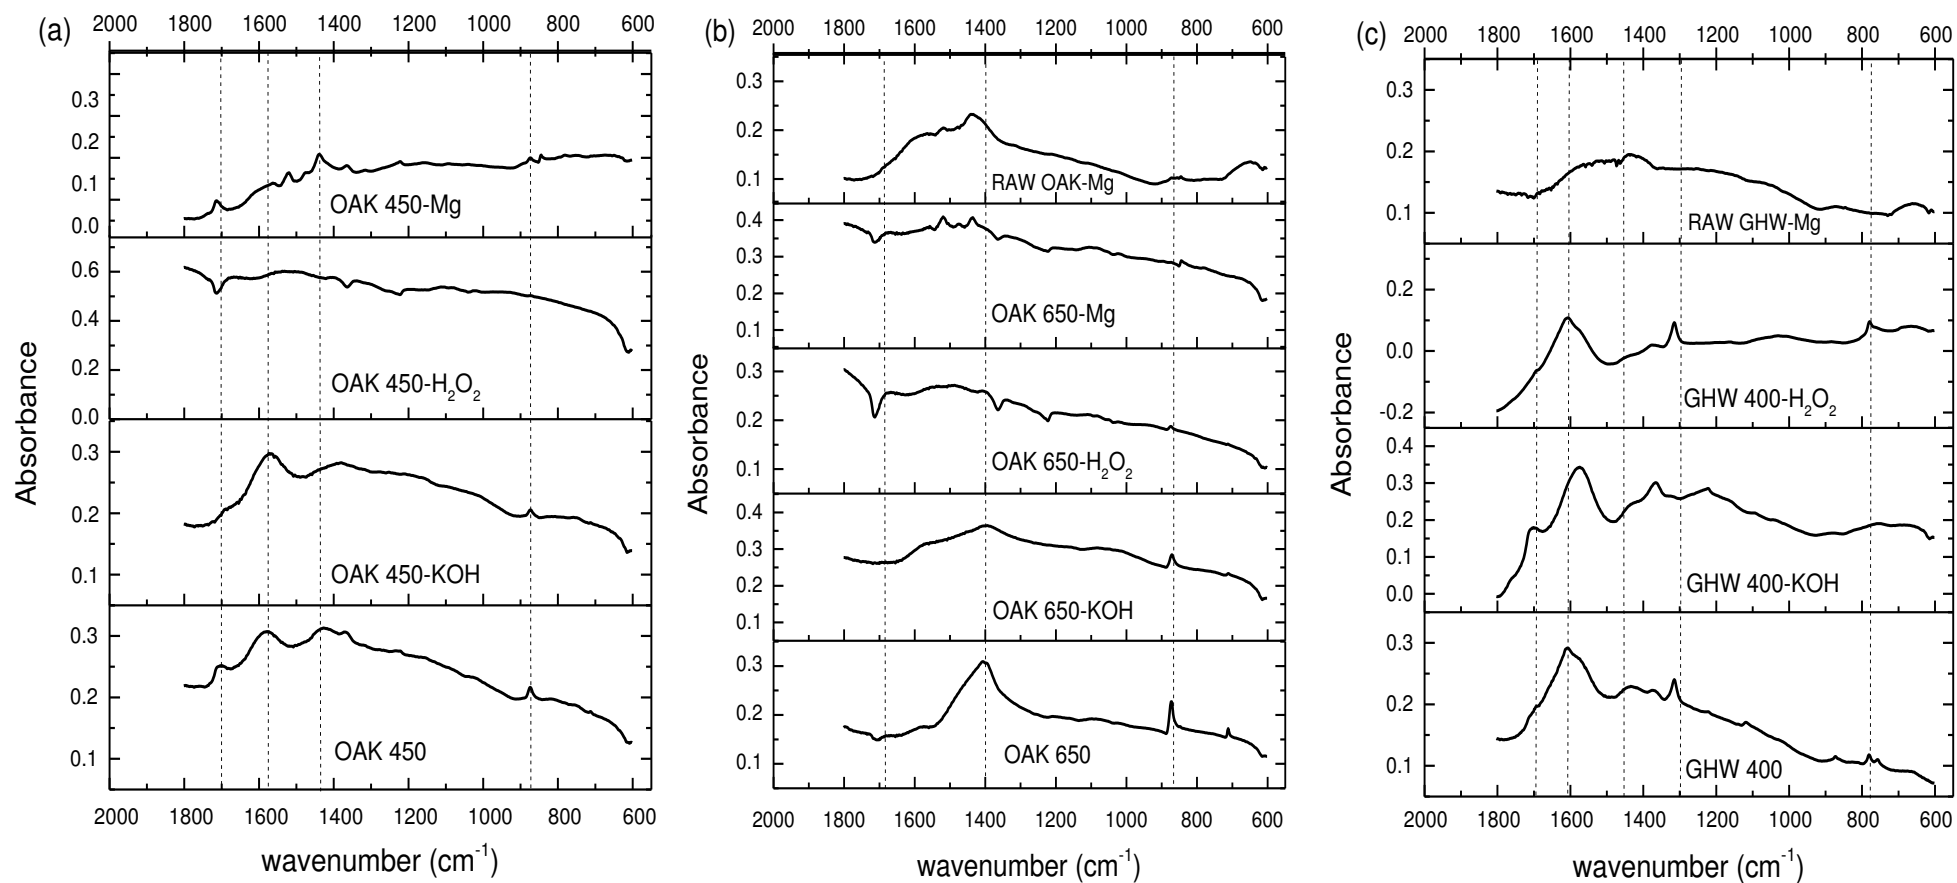 (a)
2000 1800 1600 1400 1220 1000 800 600
Absorbance
0.3
0.2
0.1
0.0
OAK 450-Mg
0.6
0.4
0.2
0.0
OAK 450-H2O2
0.3
0.2
0.1
OAK 450-KOH
0.3
0.2
0.1
OAK 450
2000 1800 1600 1400 1220 1000 800 600
wavenumber (cm-1)
(b)
2000 1800 1600 1400 1200 1000 800 600
Absorbance
0.3
0.2
0.1
RAW OAK-Mg
0.4
0.3
0.2
0.1
OAK 650-Mg
0.3
0.2
0.1
OAK 650-H2O2
0.4
0.3
0.2
0.1
OAK 650-KOH
0.3
0.2
0.1
OAK 650
2000 1800 1600 1400 1200 1000 800 600
wavenumber (cm-1)
(c)
2000 1800 1600 1400 1200 1000 800 600
Absorbance
0.3
0.2
0.1
RAW GHW-Mg
0.2
0.0
-0.2
GHW 400-H2O2
0.4
0.3
0.2
0.1
0.0
GHW 400-KOH
0.3
0.2
0.1
GHW 400
2000 1800 1600 1400 1200 1000 800 600
wavenumber (cm-1)